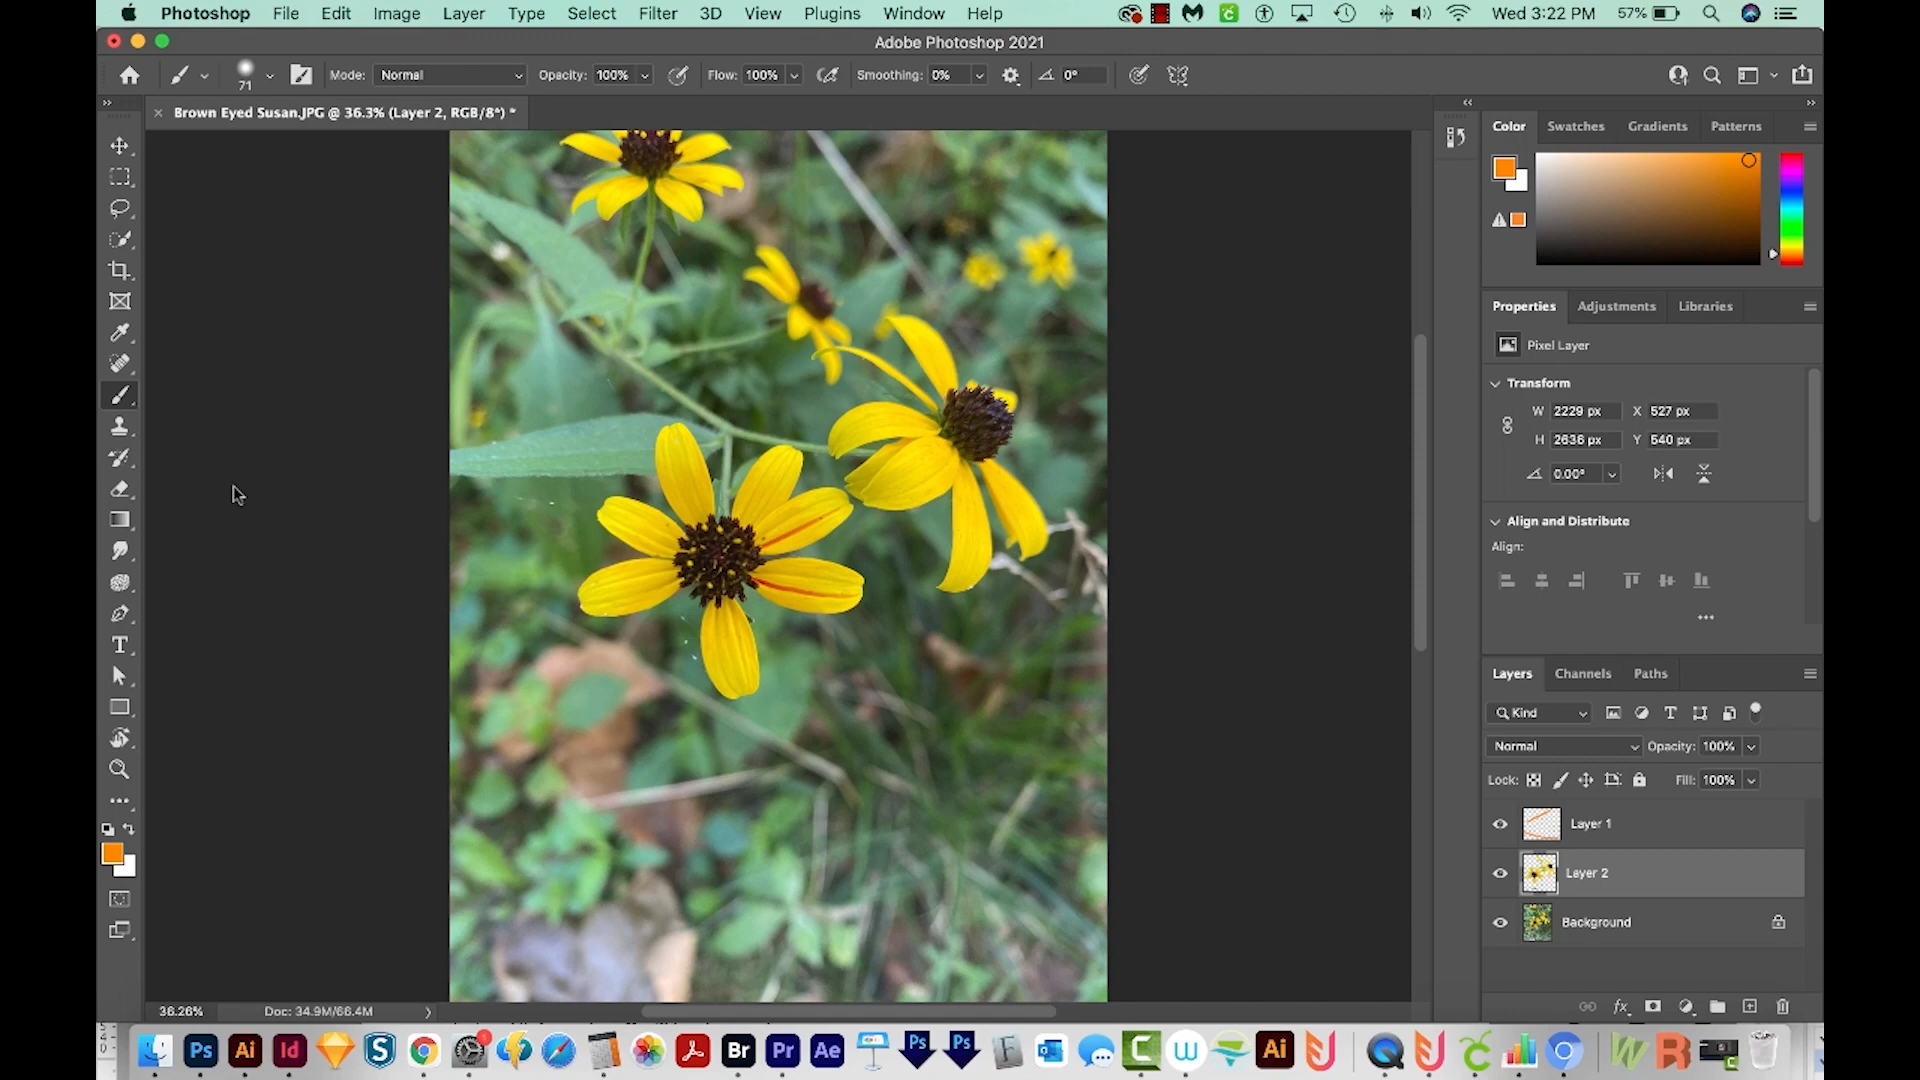 Photoshop File Edit Image Layer Type Select Filter 3D View Plugins Window Help Wed 3:22 PM 57%
Adobe Photoshop 2021
71 Mode: Normal Opacity: 100% Flow: 100% Smoothing: 0% 0°
Brown Eyed Susan.JPG @ 36.3% (Layer 2, RGB/8*) *
Color Swatches Gradients Patterns
Properties Adjustments Libraries
Pixel Layer
Transform
W 2229 px X 527 px
H 2636 px Y 540 px
0.00°
Align and Distribute
Align:
Layers Channels Paths
Kind
Normal Opacity: 100%
Lock: Fill: 100%
Layer 1
Layer 2
Background
36.26% Doc: 34.9M/66.4M
Ps Ai Id S 1 Br Pr Ae Ps Ps Ai